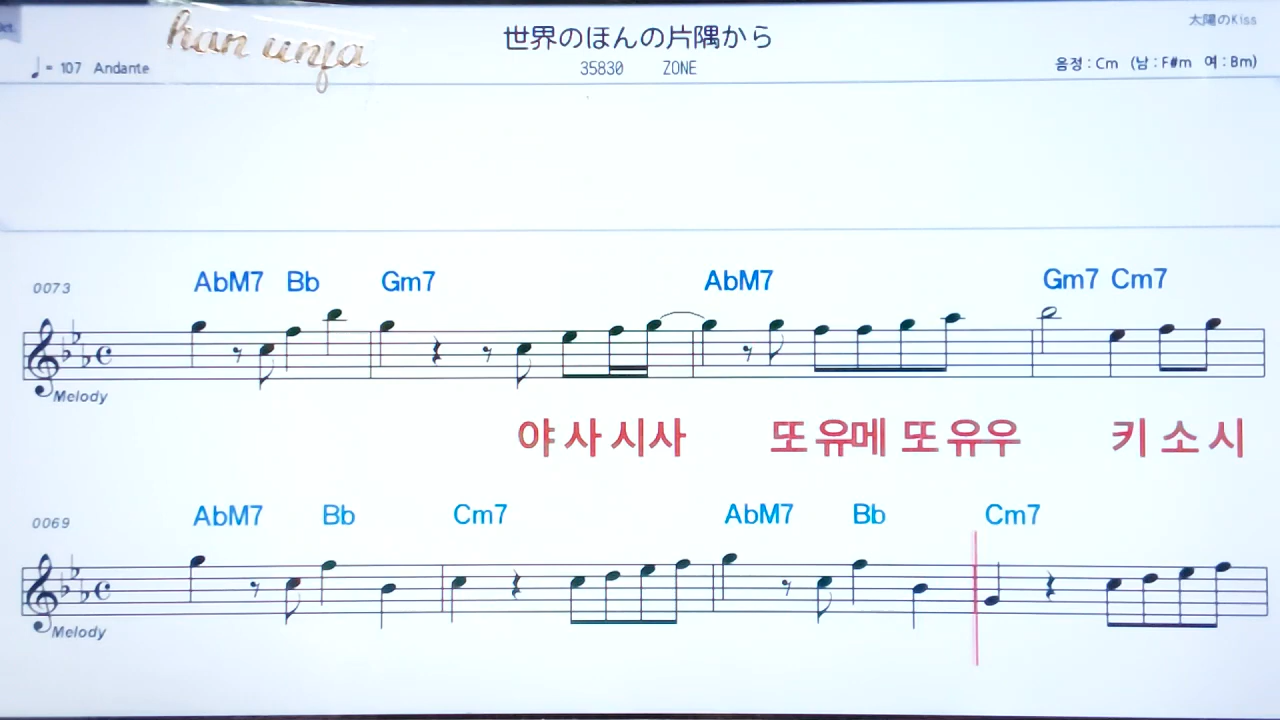 太陽のKiss
han unja
世界のほんの片隅から
♩= 107 Andante
35830 ZONE
음정 : Cm (남 : F#m 여 : Bm)
AbM7 Bb Gm7 AbM7 Gm7 Cm7
0073
Melody
야 사 시사 또 유메 또 유우 키 소 시
AbM7 Bb Cm7 AbM7 Bb Cm7
0069
Melody